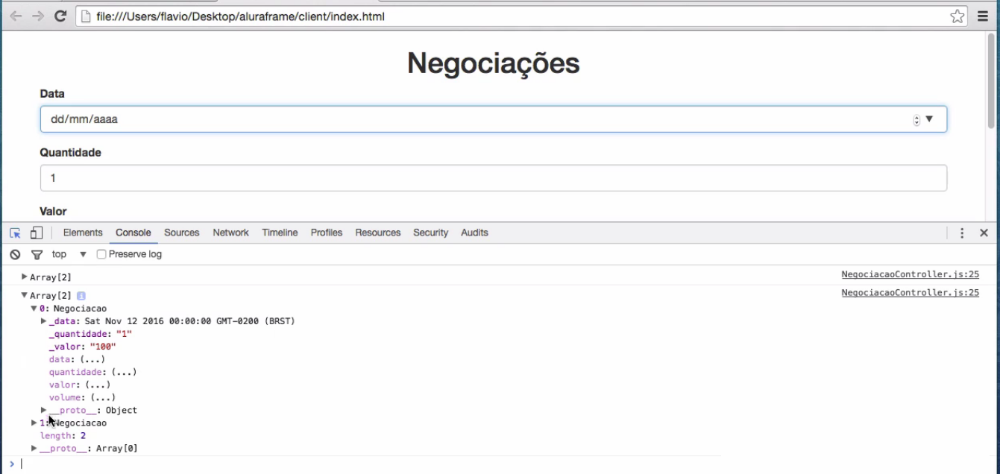 file:///Users/flavio/Desktop/aluraframe/client/index.html
Negociações
Data
dd/mm/aaaa
Quantidade
1
Valor
Elements Console Sources Network Timeline Profiles Resources Security Audits
top Preserve log
Array[2] NegociacaoController.js:25
Array[2] NegociacaoController.js:25
0: Negociacao
_data: Sat Nov 12 2016 00:00:00 GMT-0200 (BRST)
_quantidade: "1"
_valor: "100"
data: (...)
quantidade: (...)
valor: (...)
volume: (...)
__proto__: Object
1: Negociacao
length: 2
__proto__: Array[0]